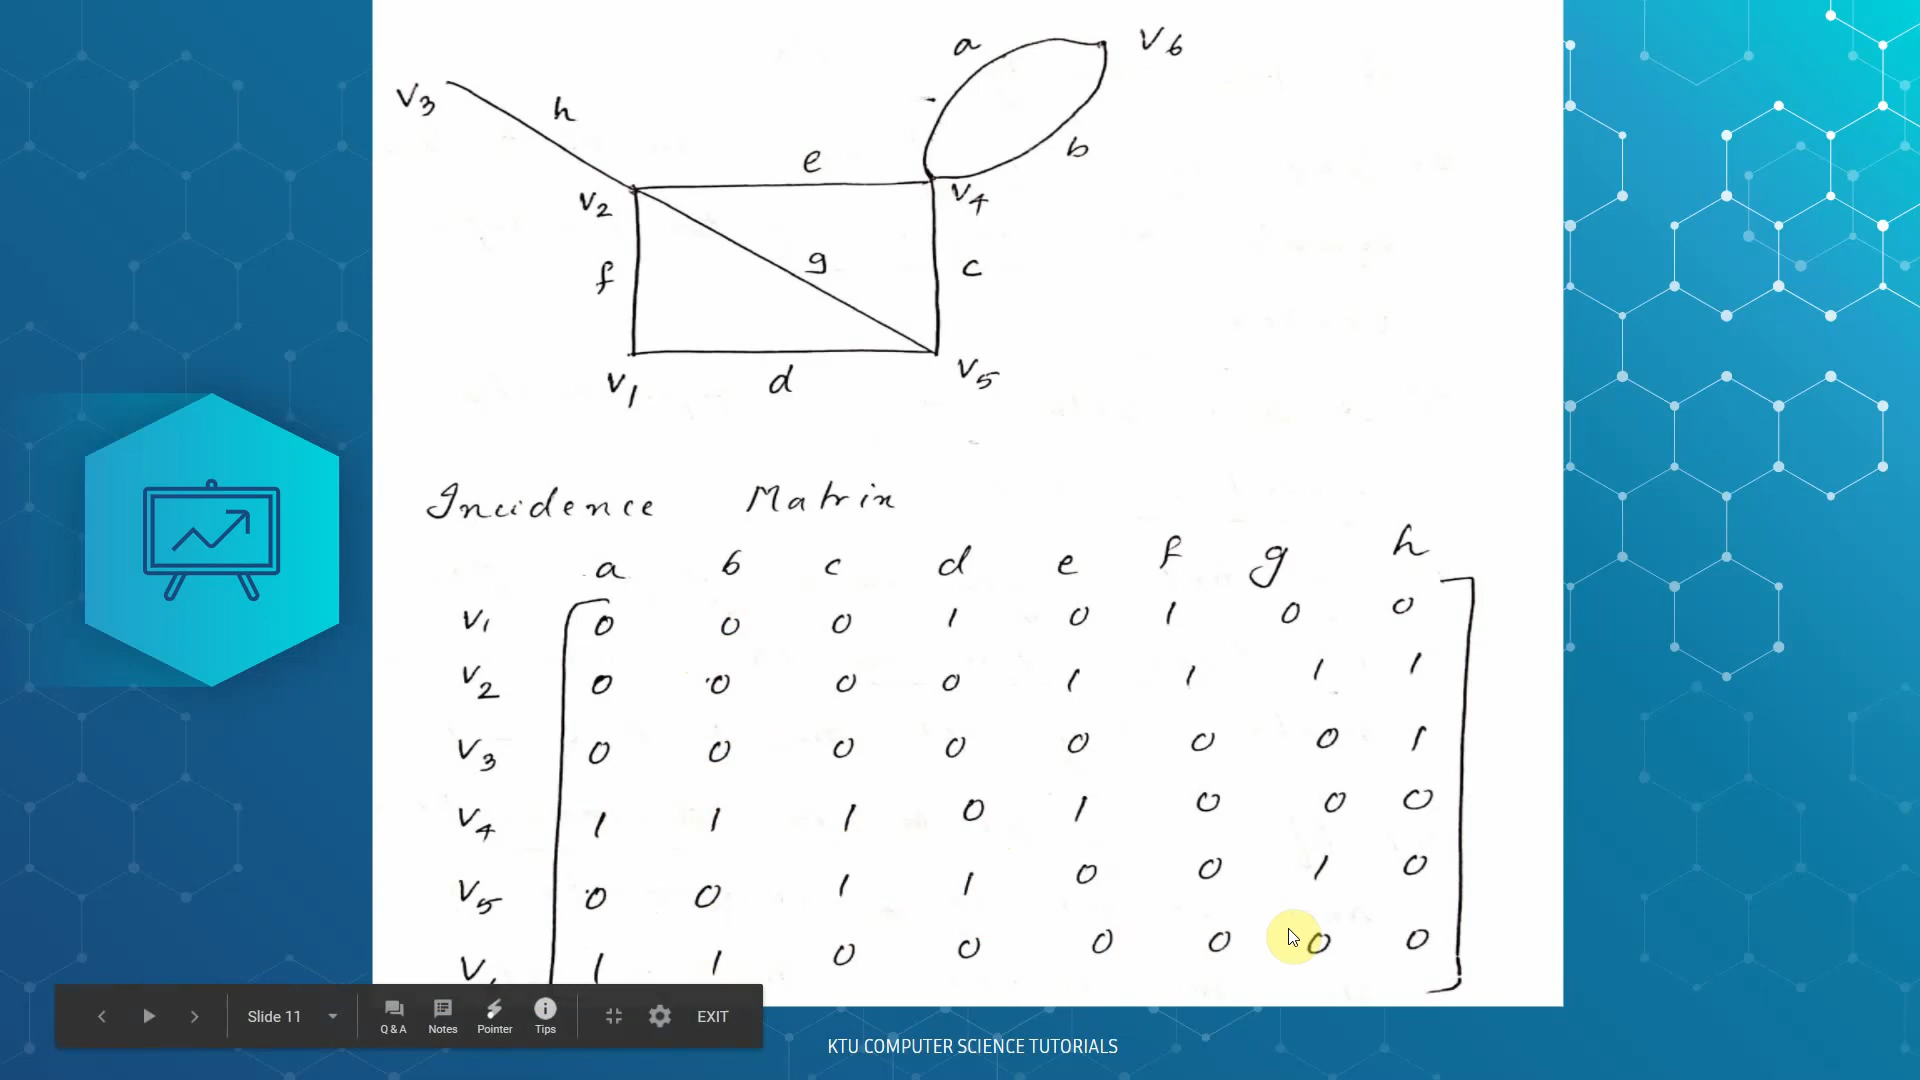 a
V6
V3
h
b
e
V2
V4
g
f
c
V1
d
V5
Incidence Matrix
a b c d e f g h
V1 0 0 0 1 0 1 0 0
V2 0 0 0 0 1 1 1 1
V3 0 0 0 0 0 0 0 1
V4 1 1 1 0 1 0 0 0
V5 0 0 1 1 0 0 1 0
V 1 1 0 0 0 0 0 0
Slide 11
Q & A
Notes
Pointer
Tips
EXIT
KTU COMPUTER SCIENCE TUTORIALS